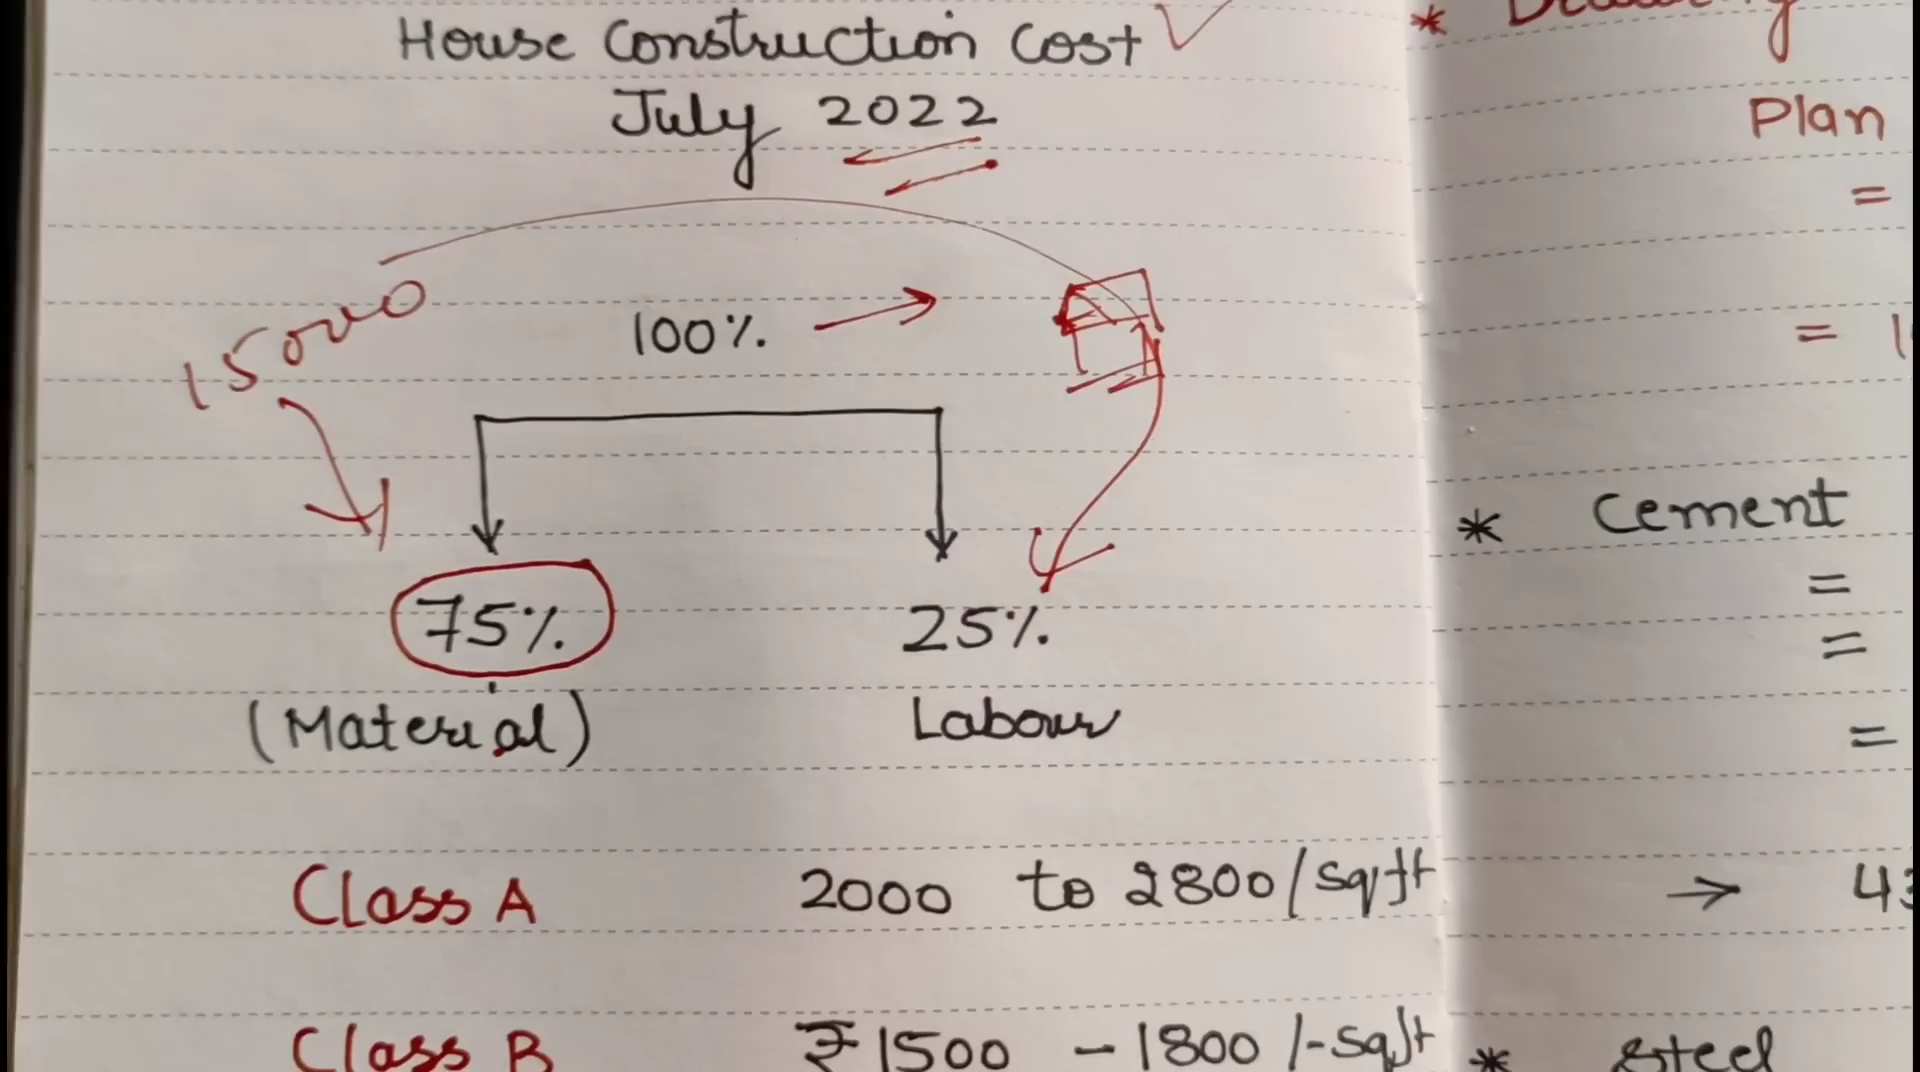 House Construction Cost
July 2022
15000
100%.
75%. 25%.
(Material) Labour
Class A 2000 to 2800/Sqft
Class B ₹1500 - 1800/-Sqft
*
Plan
=
=
* Cement
=
=
=
→ 43
* Steel